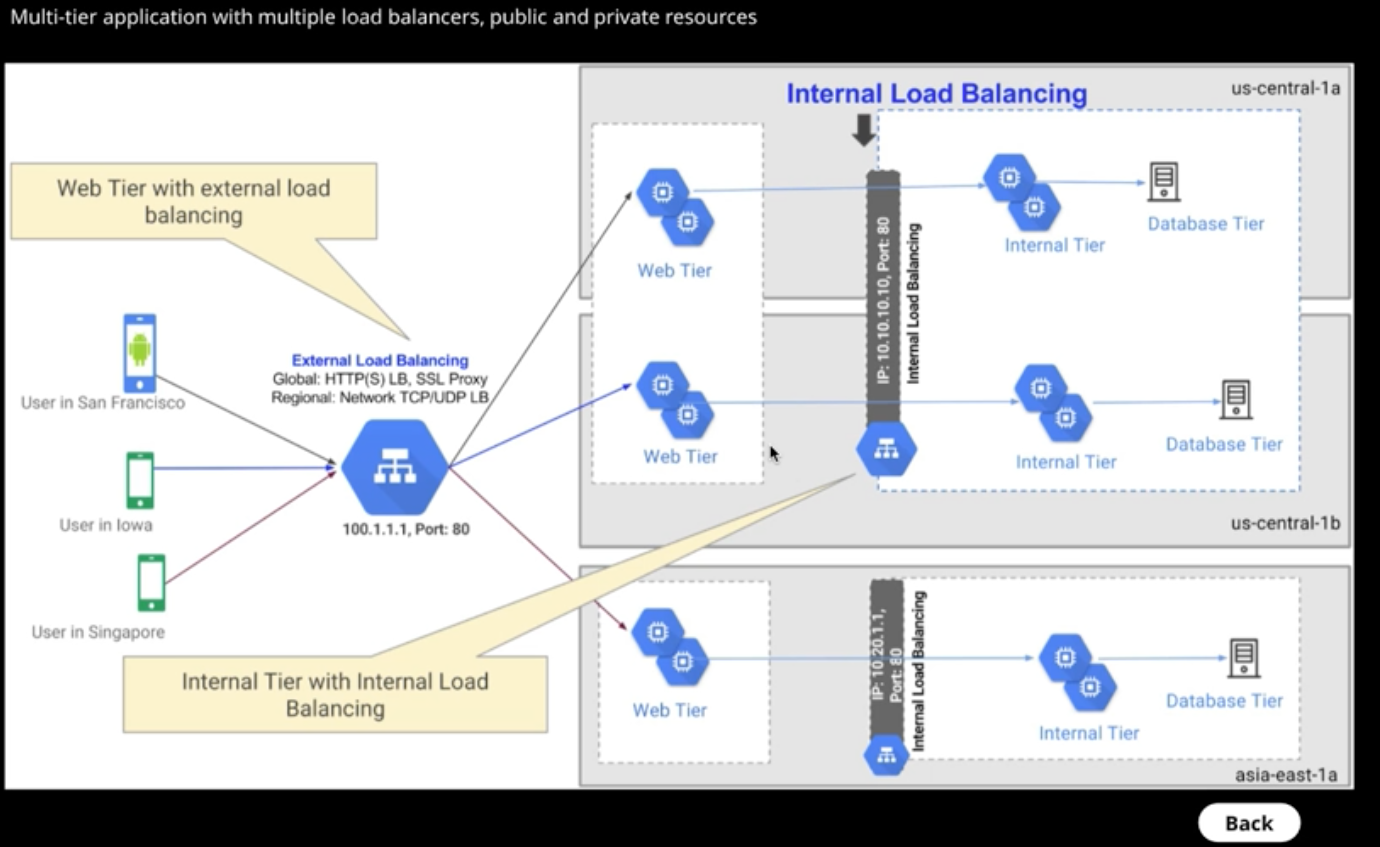 Multi-tier application with multiple load balancers, public and private resources
Internal Load Balancing
us-central-1a
Web Tier with external load
balancing
Web Tier
IP: 10.10.10.10, Port: 80
Internal Load Balancing
Internal Tier
Database Tier
User in San Francisco
External Load Balancing
Global: HTTP(S) LB, SSL Proxy
Regional: Network TCP/UDP LB
Web Tier
Internal Tier
Database Tier
User in Iowa
100.1.1.1, Port: 80
us-central-1b
User in Singapore
Internal Tier with Internal Load
Balancing
Web Tier
IP: 10.20.1.1,
Port: 80
Internal Load Balancing
Internal Tier
Database Tier
asia-east-1a
Back